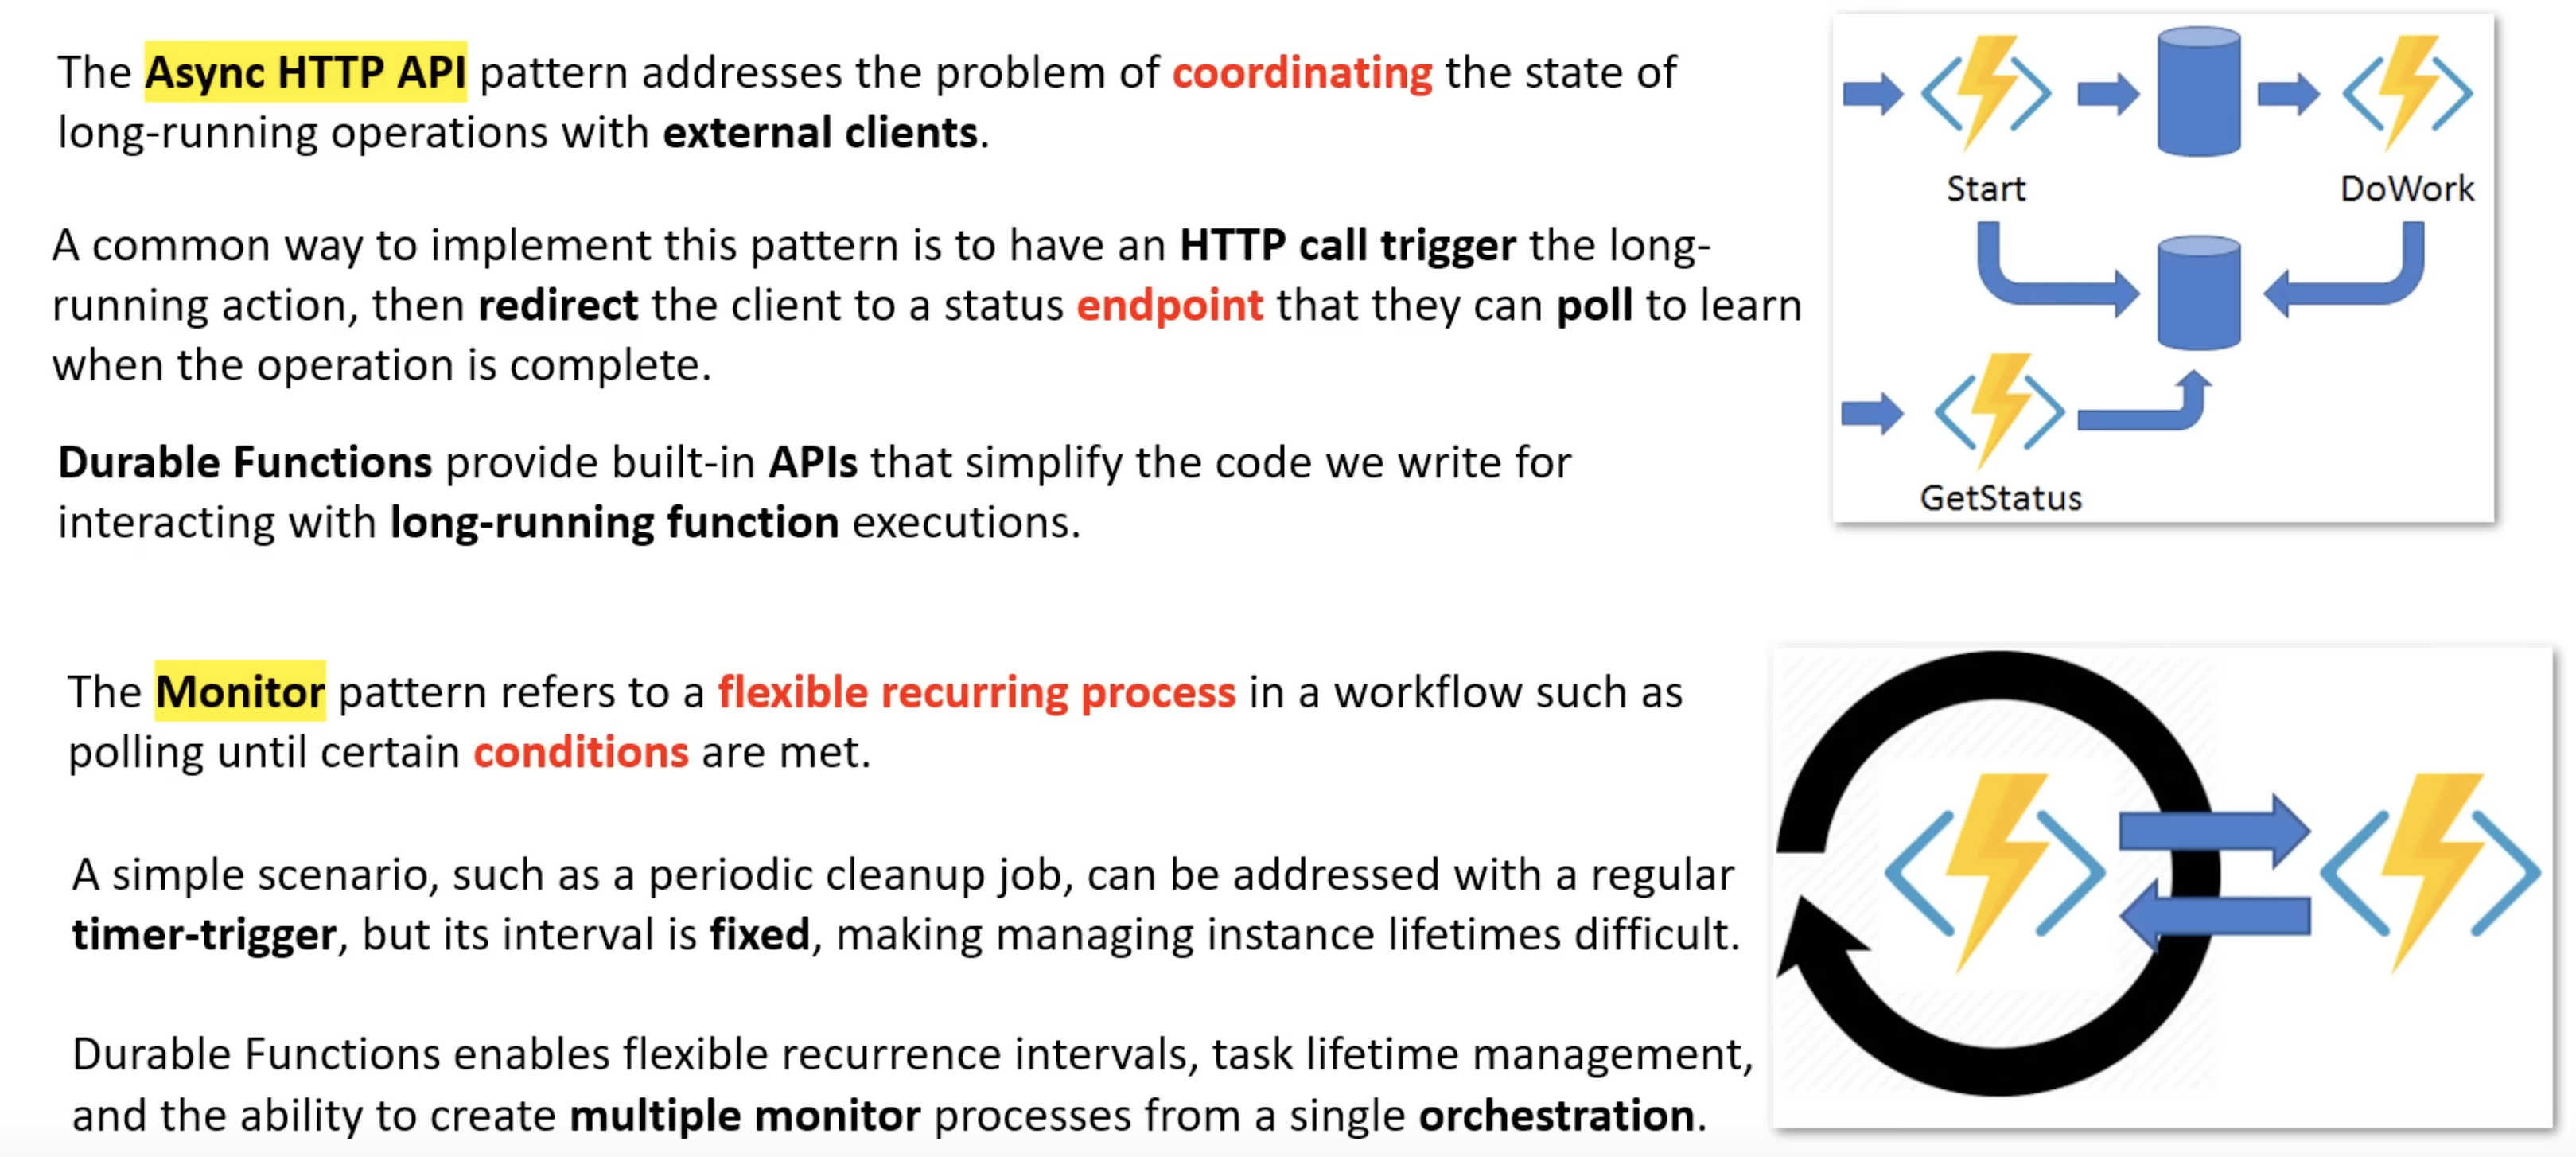 The Async HTTP API pattern addresses the problem of coordinating the state of
long-running operations with external clients.
A common way to implement this pattern is to have an HTTP call trigger the long-
running action, then redirect the client to a status endpoint that they can poll to learn
when the operation is complete.
Durable Functions provide built-in APIs that simplify the code we write for
interacting with long-running function executions.
Start
DoWork
GetStatus
The Monitor pattern refers to a flexible recurring process in a workflow such as
polling until certain conditions are met.
A simple scenario, such as a periodic cleanup job, can be addressed with a regular
timer-trigger, but its interval is fixed, making managing instance lifetimes difficult.
Durable Functions enables flexible recurrence intervals, task lifetime management,
and the ability to create multiple monitor processes from a single orchestration.